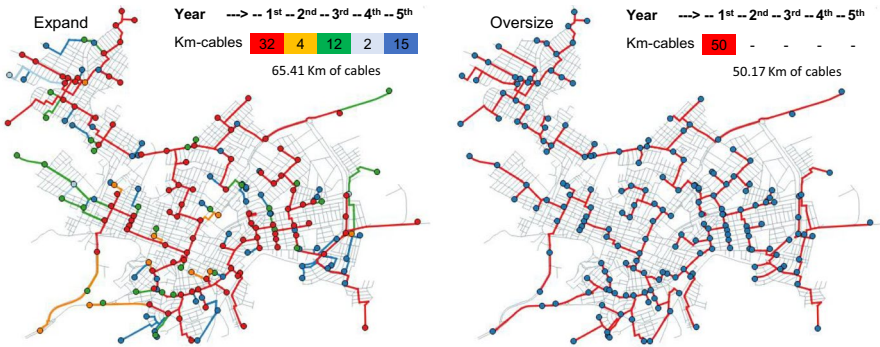 Expand
Year ---> -- 1st -- 2nd -- 3rd -- 4th -- 5th
Km-cables 32 4 12 2 15
65.41 Km of cables
Oversize
Year ---> -- 1st -- 2nd -- 3rd -- 4th -- 5th
Km-cables 50 - - - -
50.17 Km of cables